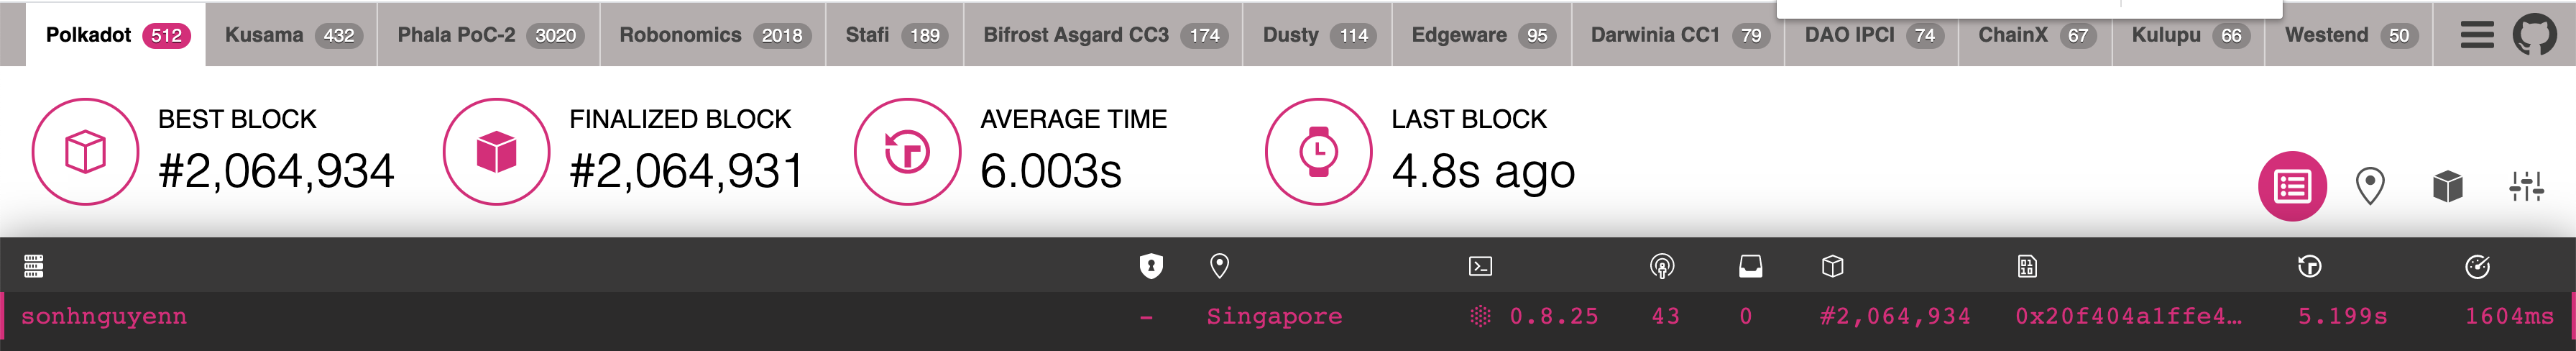 Polkadot 512 Kusama 432 Phala PoC-2 3020 Robonomics 2018 Stafi 189 Bifrost Asgard CC3 174 Dusty 114 Edgeware 95 Darwinia CC1 79 DAO IPCI 74 ChainX 67 Kulupu 66 Westend 50
BEST BLOCK FINALIZED BLOCK AVERAGE TIME LAST BLOCK
#2,064,934 #2,064,931 6.003s 4.8s ago
sonhnguyenn – Singapore 0.8.25 43 0 #2,064,934 0x20f404a1ffe4… 5.199s 1604ms